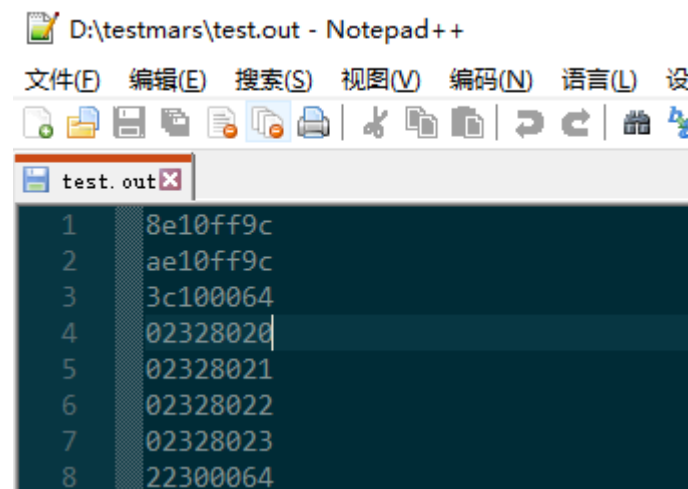 D:\testmars\test.out - Notepad++
文件(F) 编辑(E) 搜索(S) 视图(V) 编码(N) 语言(L) 设
test.out
1 8e10ff9c
2 ae10ff9c
3 3c100064
4 02328020
5 02328021
6 02328022
7 02328023
8 22300064